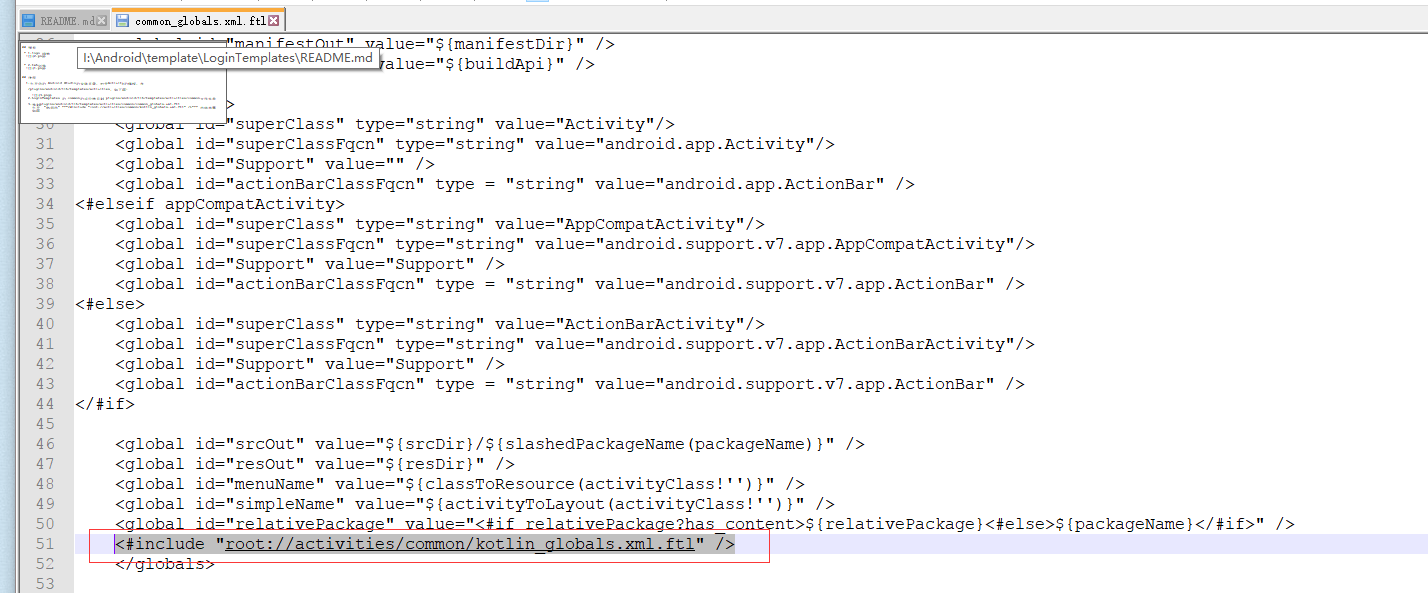 README.md common_globals.xml.ftl
"manifestOut" value="${manifestDir}" />
I:\Android\template\LoginTemplates\README.md value="${buildApi}" />
>
30 <global id="superClass" type="string" value="Activity"/>
31 <global id="superClassFqcn" type="string" value="android.app.Activity"/>
32 <global id="Support" value="" />
33 <global id="actionBarClassFqcn" type = "string" value="android.app.ActionBar" />
34 <#elseif appCompatActivity>
35 <global id="superClass" type="string" value="AppCompatActivity"/>
36 <global id="superClassFqcn" type="string" value="android.support.v7.app.AppCompatActivity"/>
37 <global id="Support" value="Support" />
38 <global id="actionBarClassFqcn" type = "string" value="android.support.v7.app.ActionBar" />
39 <#else>
40 <global id="superClass" type="string" value="ActionBarActivity"/>
41 <global id="superClassFqcn" type="string" value="android.support.v7.app.ActionBarActivity"/>
42 <global id="Support" value="Support" />
43 <global id="actionBarClassFqcn" type = "string" value="android.support.v7.app.ActionBar" />
44 </#if>
45
46 <global id="srcOut" value="${srcDir}/${slashedPackageName(packageName)}" />
47 <global id="resOut" value="${resDir}" />
48 <global id="menuName" value="${classToResource(activityClass!'')}" />
49 <global id="simpleName" value="${activityToLayout(activityClass!'')}" />
50 <global id="relativePackage" value="<#if relativePackage?has_content>${relativePackage}<#else>${packageName}</#if>" />
51 <#include "root://activities/common/kotlin_globals.xml.ftl" />
52 </globals>
53